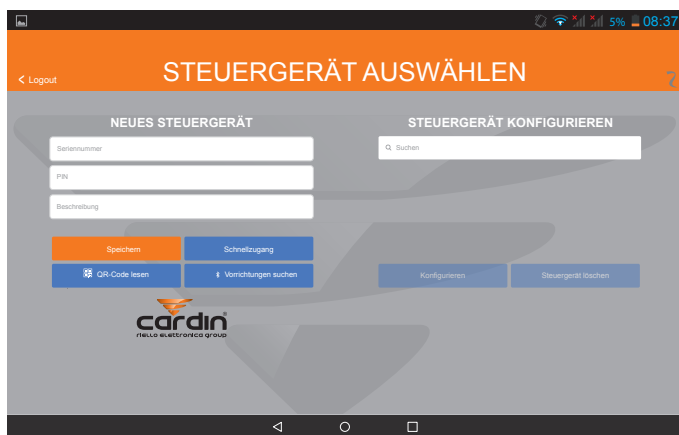 5% 08:37
< Logout
STEUERGERÄT AUSWÄHLEN
NEUES STEUERGERÄT
Seriennummer
PIN
Beschreibung
Speichern
Schnellzugang
QR-Code lesen
Vorrichtungen suchen
STEUERGERÄT KONFIGURIEREN
Suchen
Konfigurieren
Steuergerät löschen
cardin
riello elettronica group